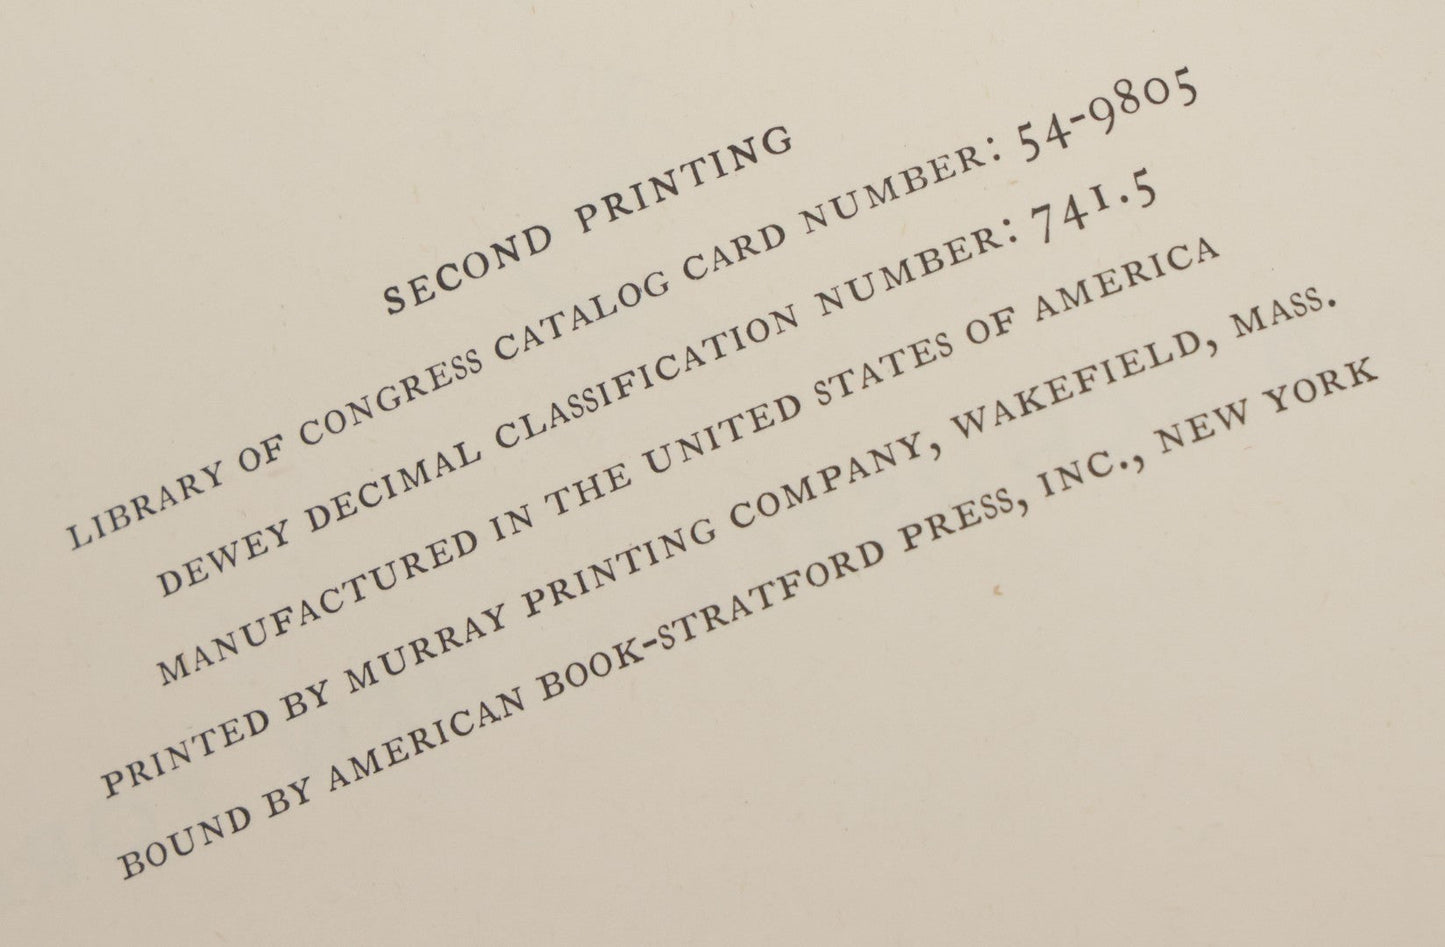 SECOND PRINTING
LIBRARY OF CONGRESS CATALOG CARD NUMBER: 54-9805
DEWEY DECIMAL CLASSIFICATION NUMBER: 741.5
MANUFACTURED IN THE UNITED STATES OF AMERICA
PRINTED BY MURRAY PRINTING COMPANY, WAKEFIELD, MASS.
BOUND BY AMERICAN BOOK-STRATFORD PRESS, INC., NEW YORK